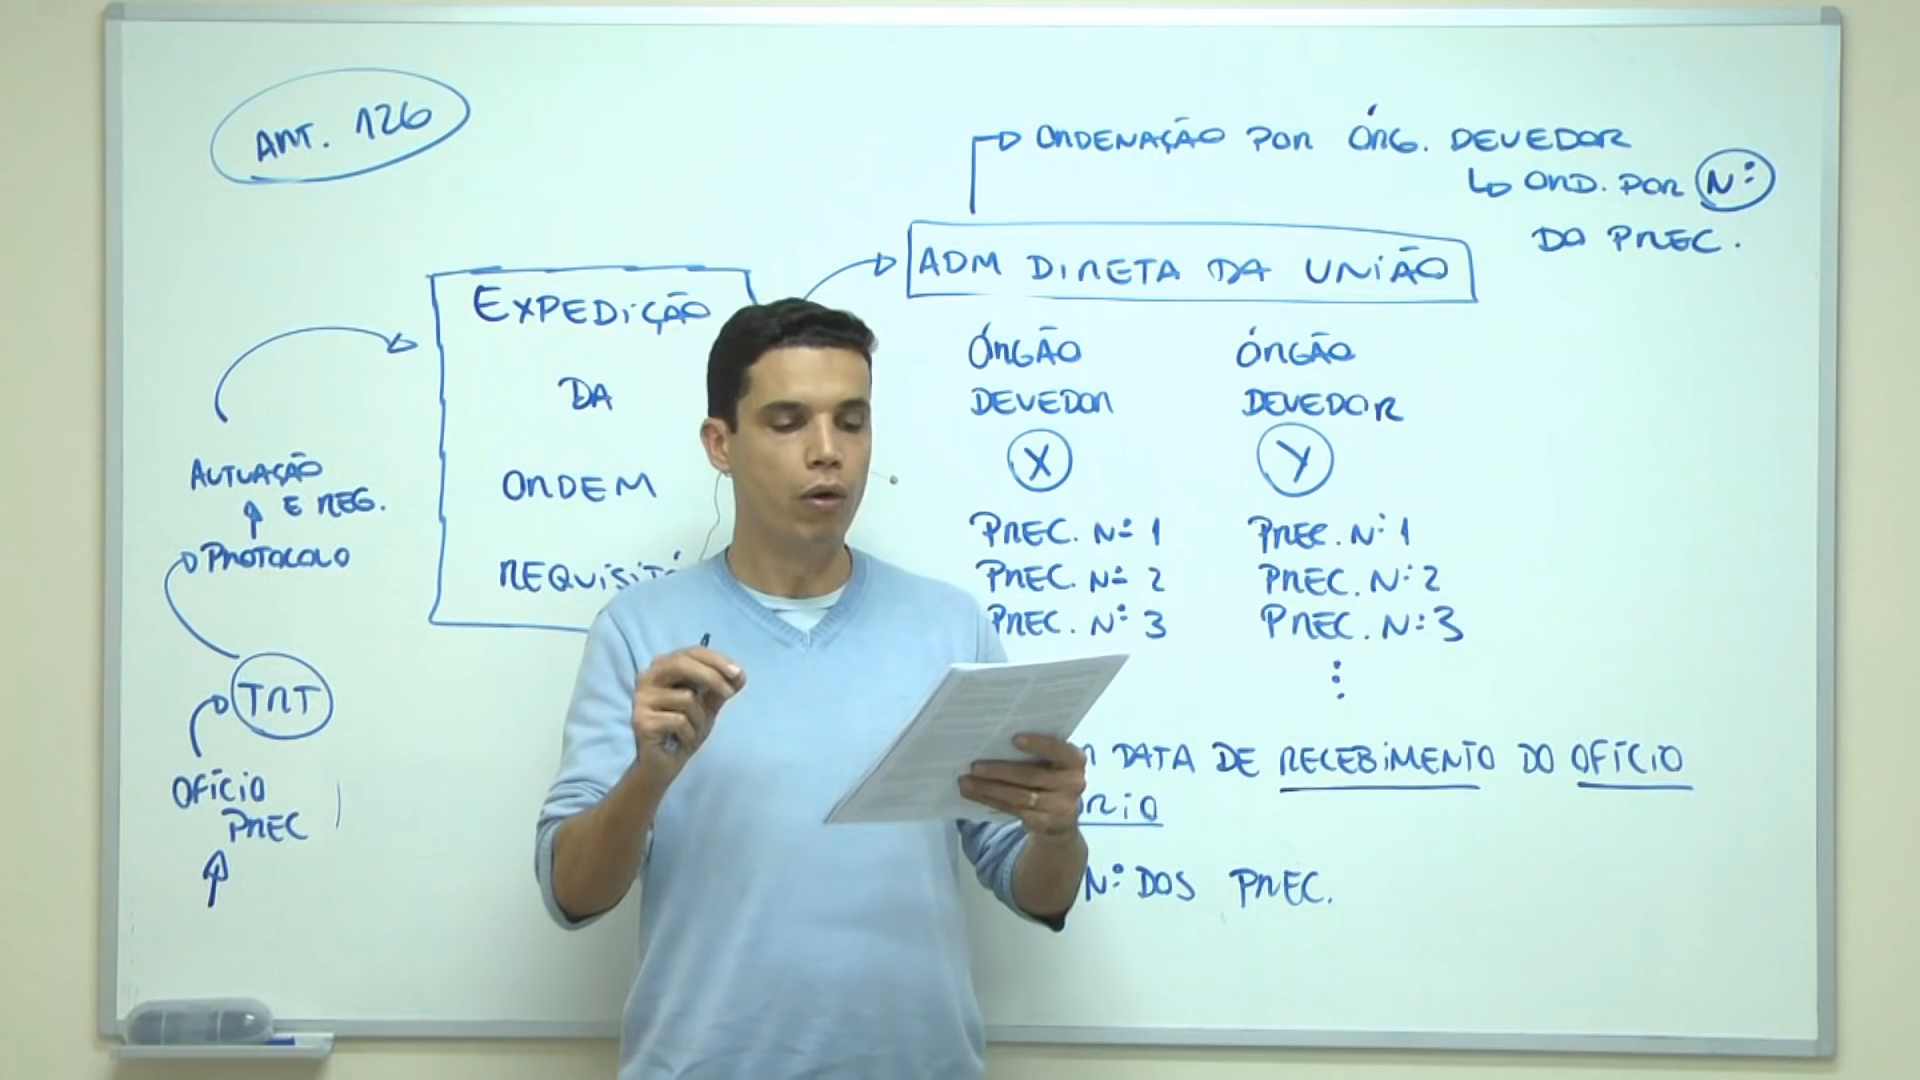 ART. 126
ORDENAÇÃO POR ÓRG. DEVEDOR
ORD. POR Nº
DO PREC.
ADM DIRETA DA UNIÃO
EXPEDIÇÃO
DA
ORDEM
REQUISITÓ
ÓRGÃO
DEVEDOR
X
PREC. Nº 1
PREC. Nº 2
PREC. Nº 3
ÓRGÃO
DEVEDOR
Y
PREC. Nº 1
PREC. Nº 2
PREC. Nº 3
AUTUAÇÃO
E REG.
PROTOCOLO
TRT
OFÍCIO
PREC
DATA DE RECEBIMENTO DO OFÍCIO
ÓRIO
Nº DOS PREC.